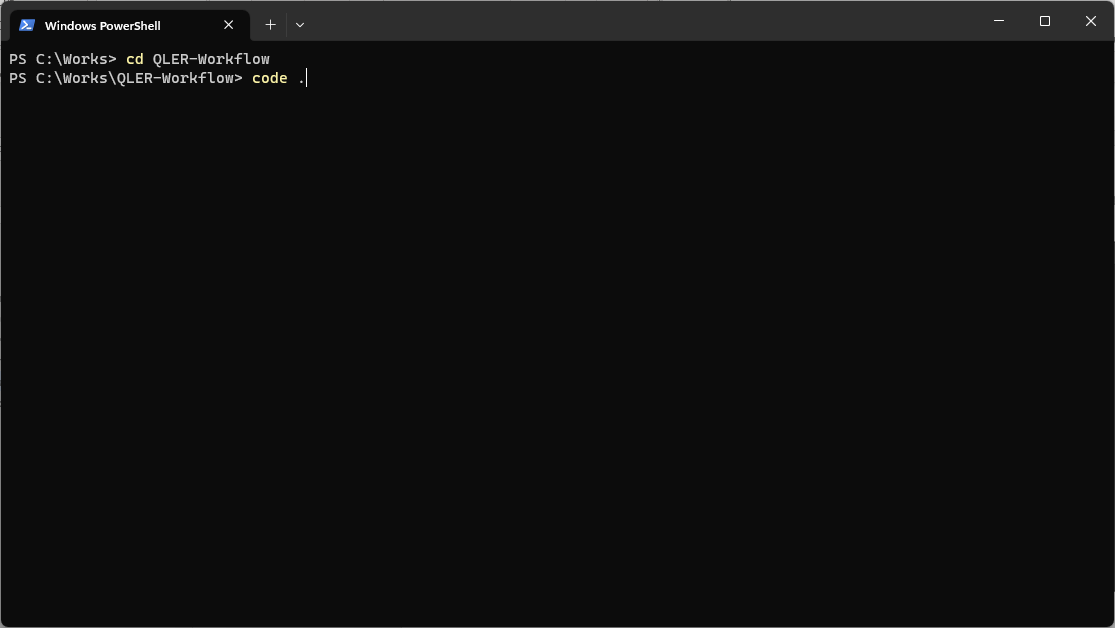 Windows PowerShell
PS C:\Works> cd QLER-Workflow
PS C:\Works\QLER-Workflow> code .